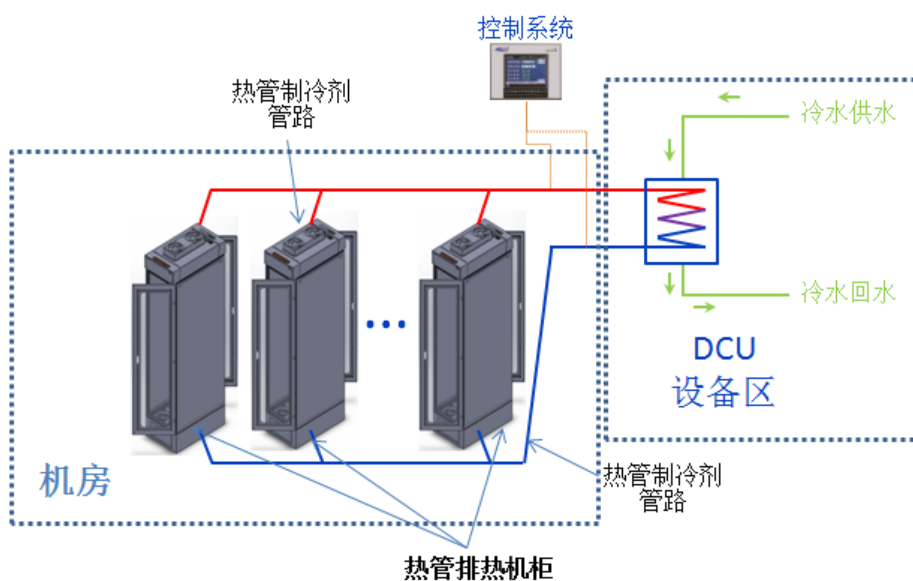 控制系统
热管制冷剂
管路
冷水供水
冷水回水
DCU
设备区
机房
热管制冷剂
管路
热管排热机柜